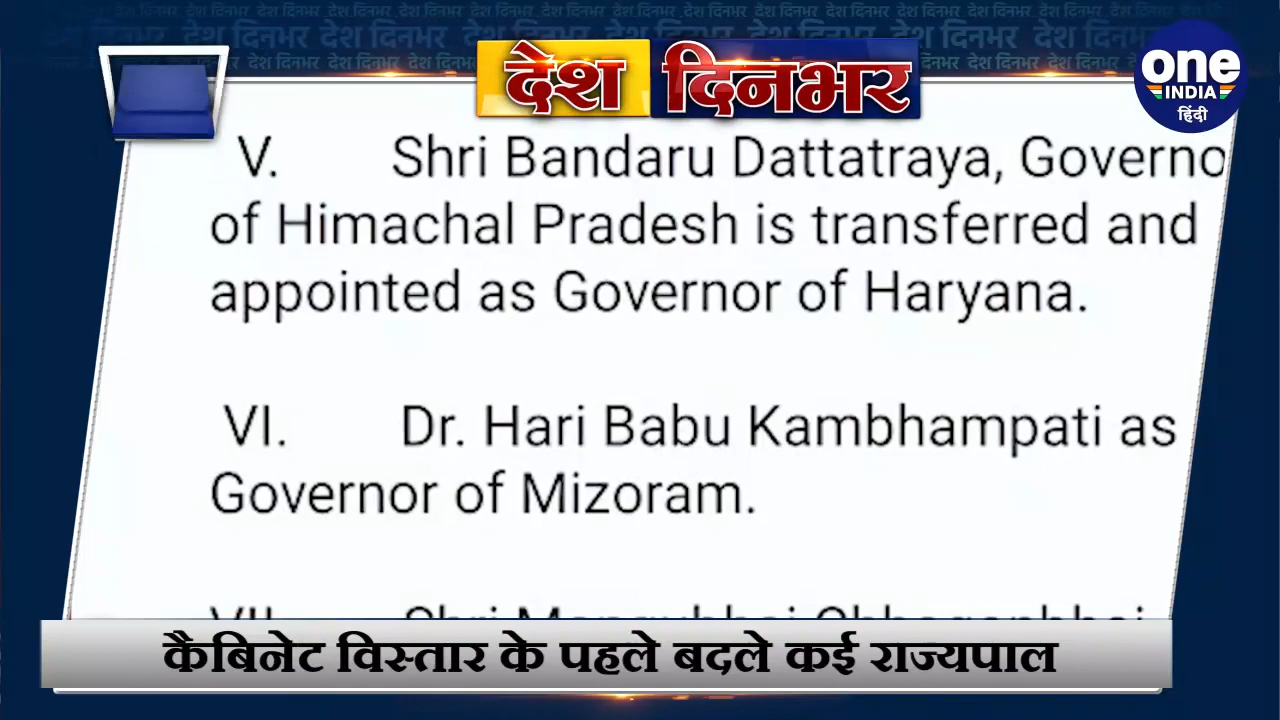 देश दिनभर
one
INDIA
हिंदी
V. Shri Bandaru Dattatraya, Governo
of Himachal Pradesh is transferred and
appointed as Governor of Haryana.
VI. Dr. Hari Babu Kambhampati as
Governor of Mizoram.
कैबिनेट विस्तार के पहले बदले कई राज्यपाल